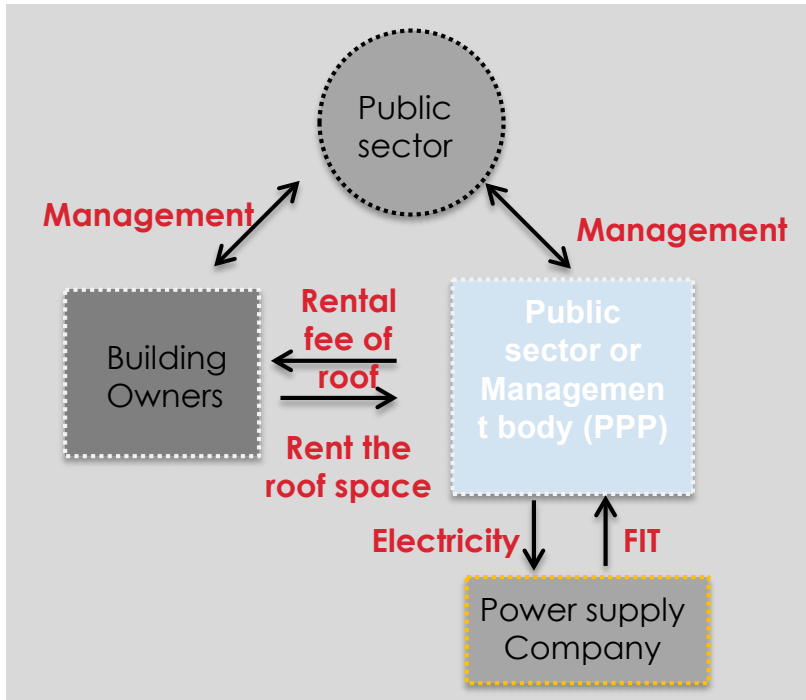 Public
sector
Management
Management
Building
Owners
Rental
fee of
roof
Rent the
roof space
Public
sector or
Managemen
t body (PPP)
Electricity
FIT
Power supply
Company